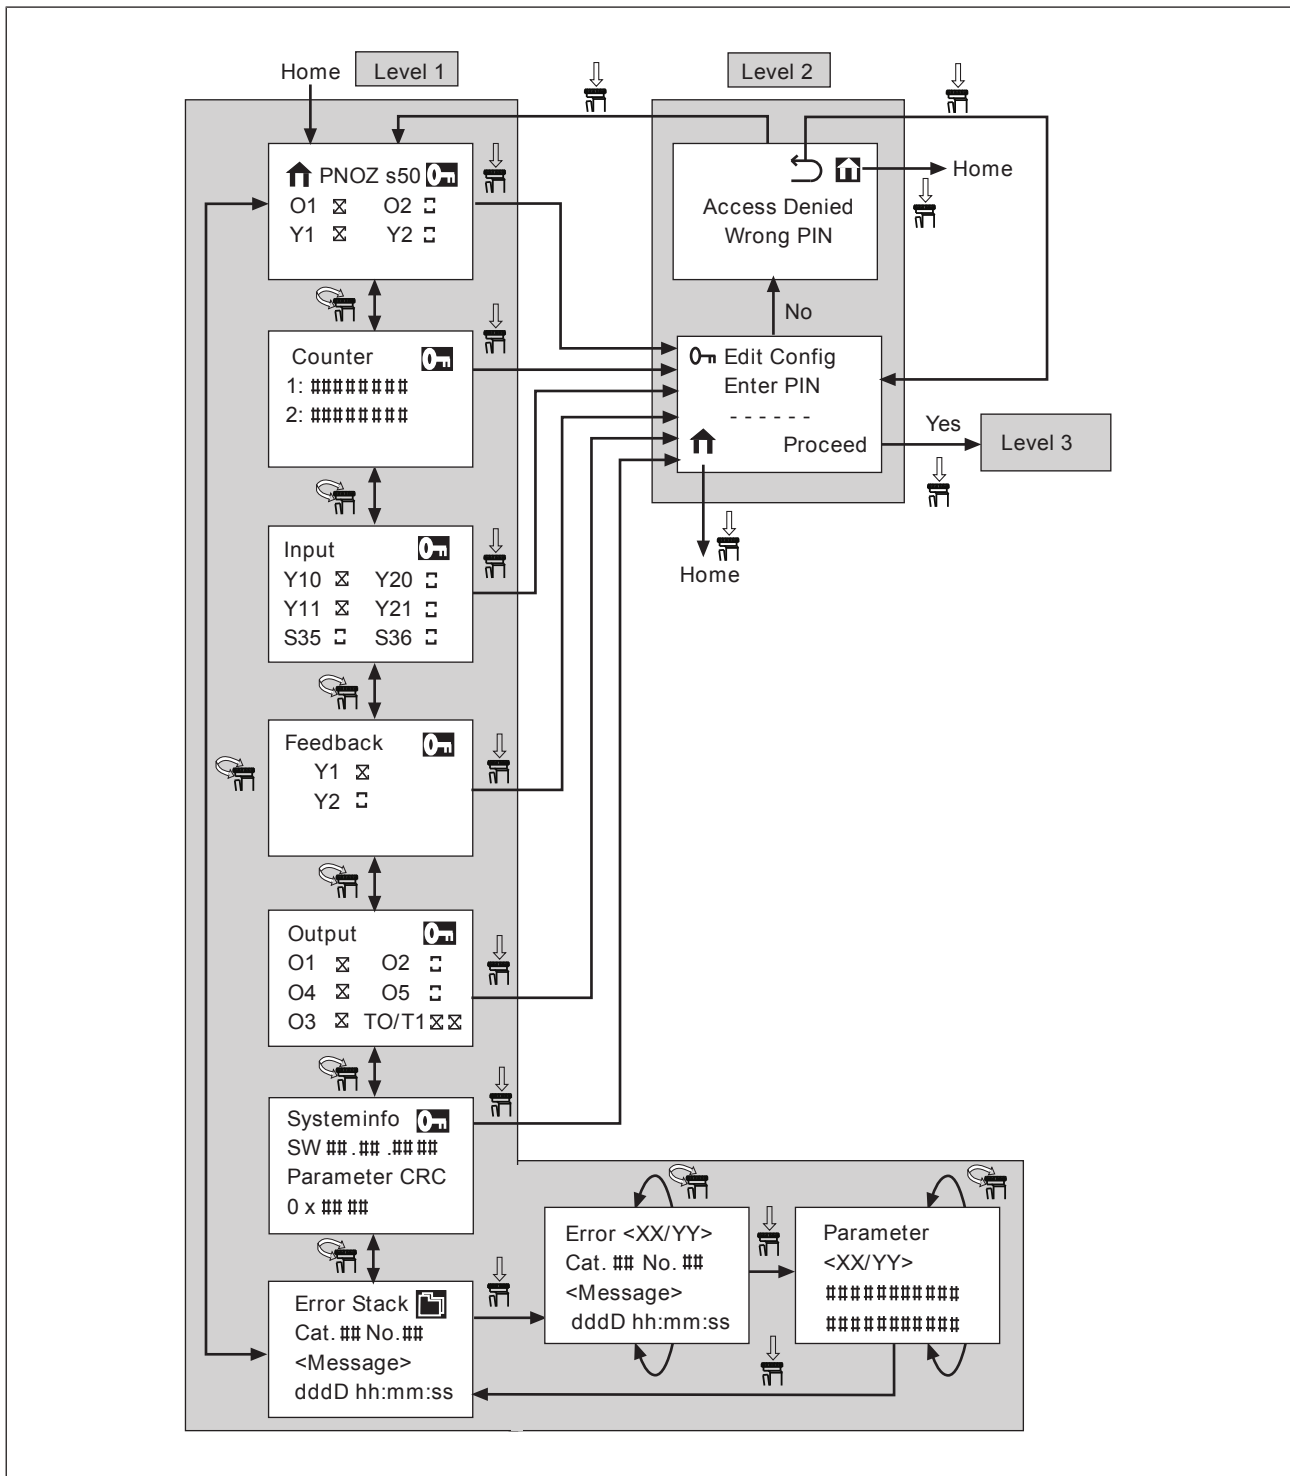 Home
Level 1
Level 2
PNOZ s50
O1 O2
Y1 Y2
Home
Access Denied
Wrong PIN
No
Counter
1: ########
2: ########
Edit Config
Enter PIN
- - - - - -
Proceed
Yes
Level 3
Home
Input
Y10 Y20
Y11 Y21
S35 S36
Feedback
Y1
Y2
Output
O1 O2
O4 O5
O3 TO/T1
Systeminfo
SW ## . ## . ## ##
Parameter CRC
0 x ## ##
Error Stack
Cat. ## No. ##
<Message>
dddD hh:mm:ss
Error <XX/YY>
Cat. ## No. ##
<Message>
dddD hh:mm:ss
Parameter
<XX/YY>
###########
###########